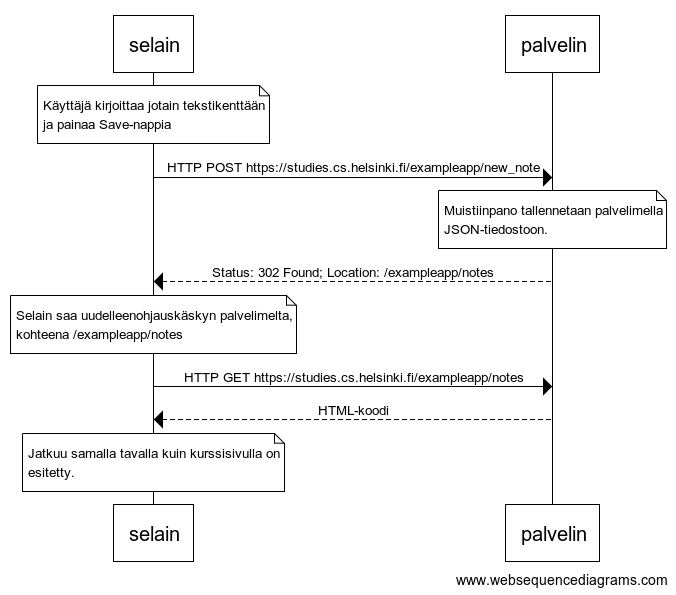 selain
palvelin
Käyttäjä kirjoittaa jotain tekstikenttään
ja painaa Save-nappia
HTTP POST https://studies.cs.helsinki.fi/exampleapp/new_note
Muistiinpano tallennetaan palvelimella
JSON-tiedostoon.
Status: 302 Found; Location: /exampleapp/notes
Selain saa uudelleenohjauskäskyn palvelimelta,
kohteena /exampleapp/notes
HTTP GET https://studies.cs.helsinki.fi/exampleapp/notes
HTML-koodi
Jatkuu samalla tavalla kuin kurssisivulla on
esitetty.
selain
palvelin
www.websequencediagrams.com